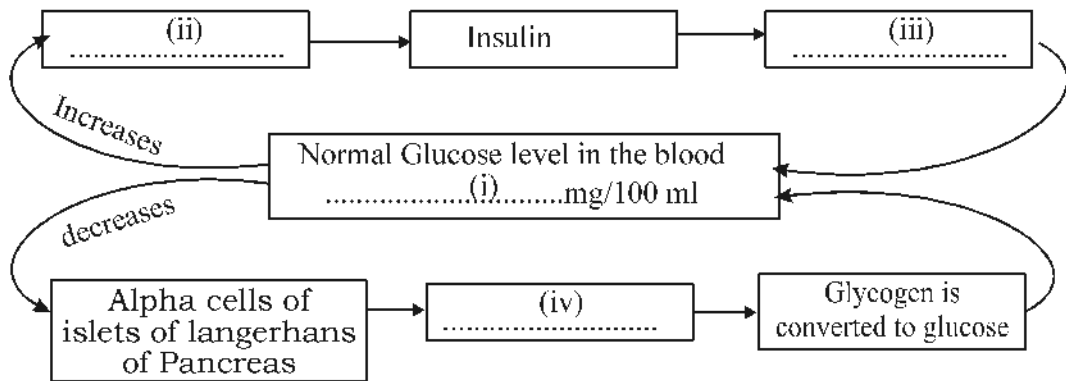 (ii)
..............................
Insulin
(iii)
..............................
Increases
Normal Glucose level in the blood
(i)
..................................mg/100 ml
decreases
Alpha cells of
islets of langerhans
of Pancreas
(iv)
..............................
Glycogen is
converted to glucose